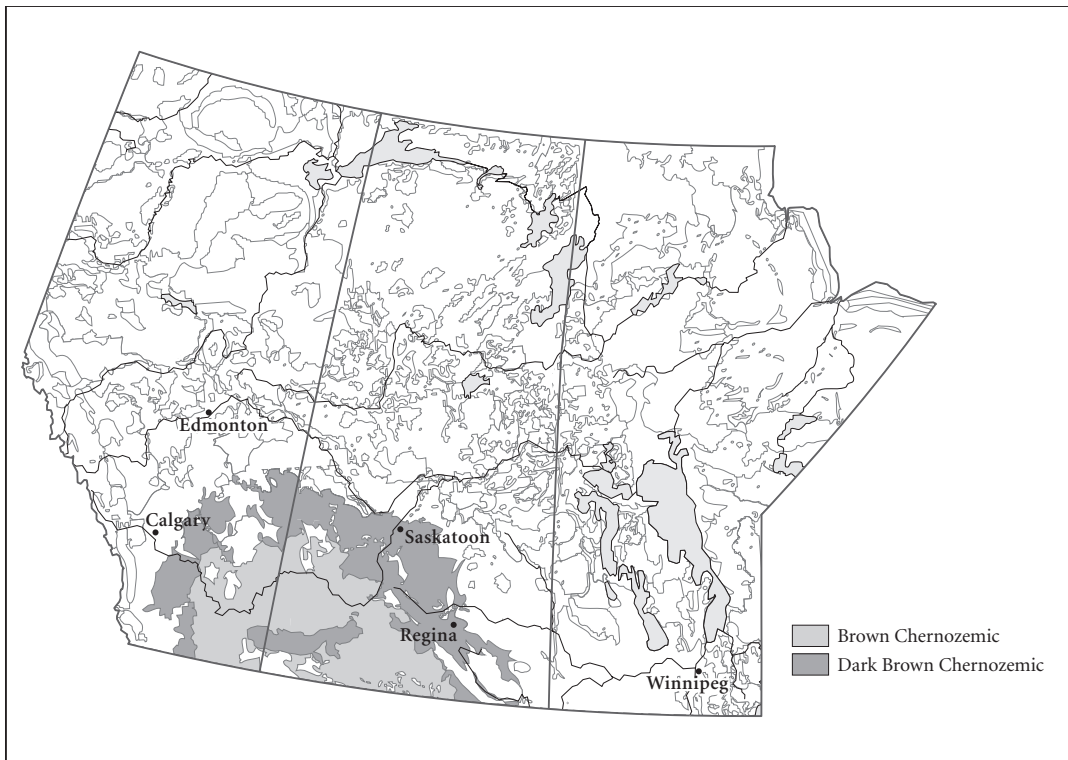 Edmonton
Calgary
Saskatoon
Regina
Winnipeg
Brown Chernozemic
Dark Brown Chernozemic